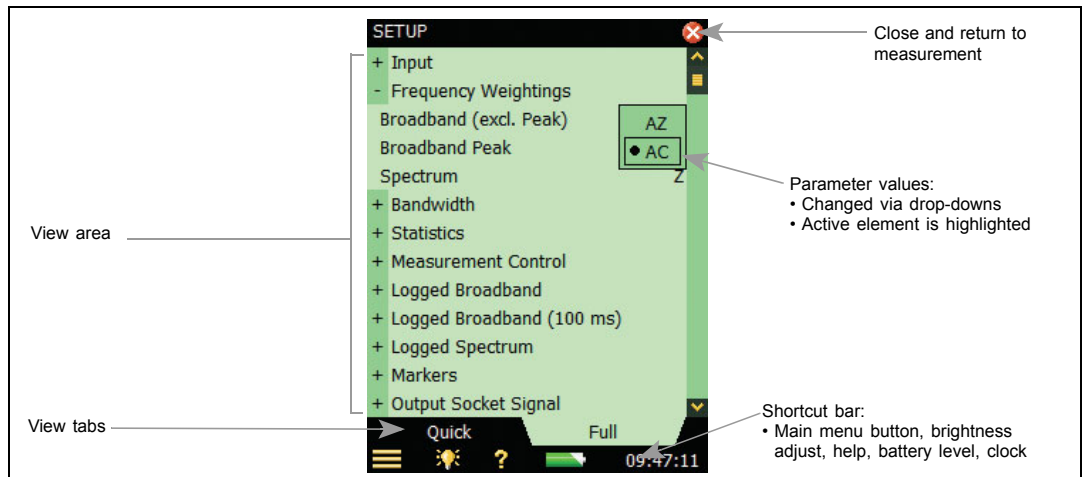 SETUP
+ Input
- Frequency Weightings
Broadband (excl. Peak)
AZ
Broadband Peak
AC
Spectrum
Z
+ Bandwidth
+ Statistics
+ Measurement Control
+ Logged Broadband
+ Logged Broadband (100 ms)
+ Logged Spectrum
+ Markers
+ Output Socket Signal
Quick
Full
?
09:47:11
View area
View tabs
Close and return to
measurement
Parameter values:
• Changed via drop-downs
• Active element is highlighted
Shortcut bar:
• Main menu button, brightness
adjust, help, battery level, clock